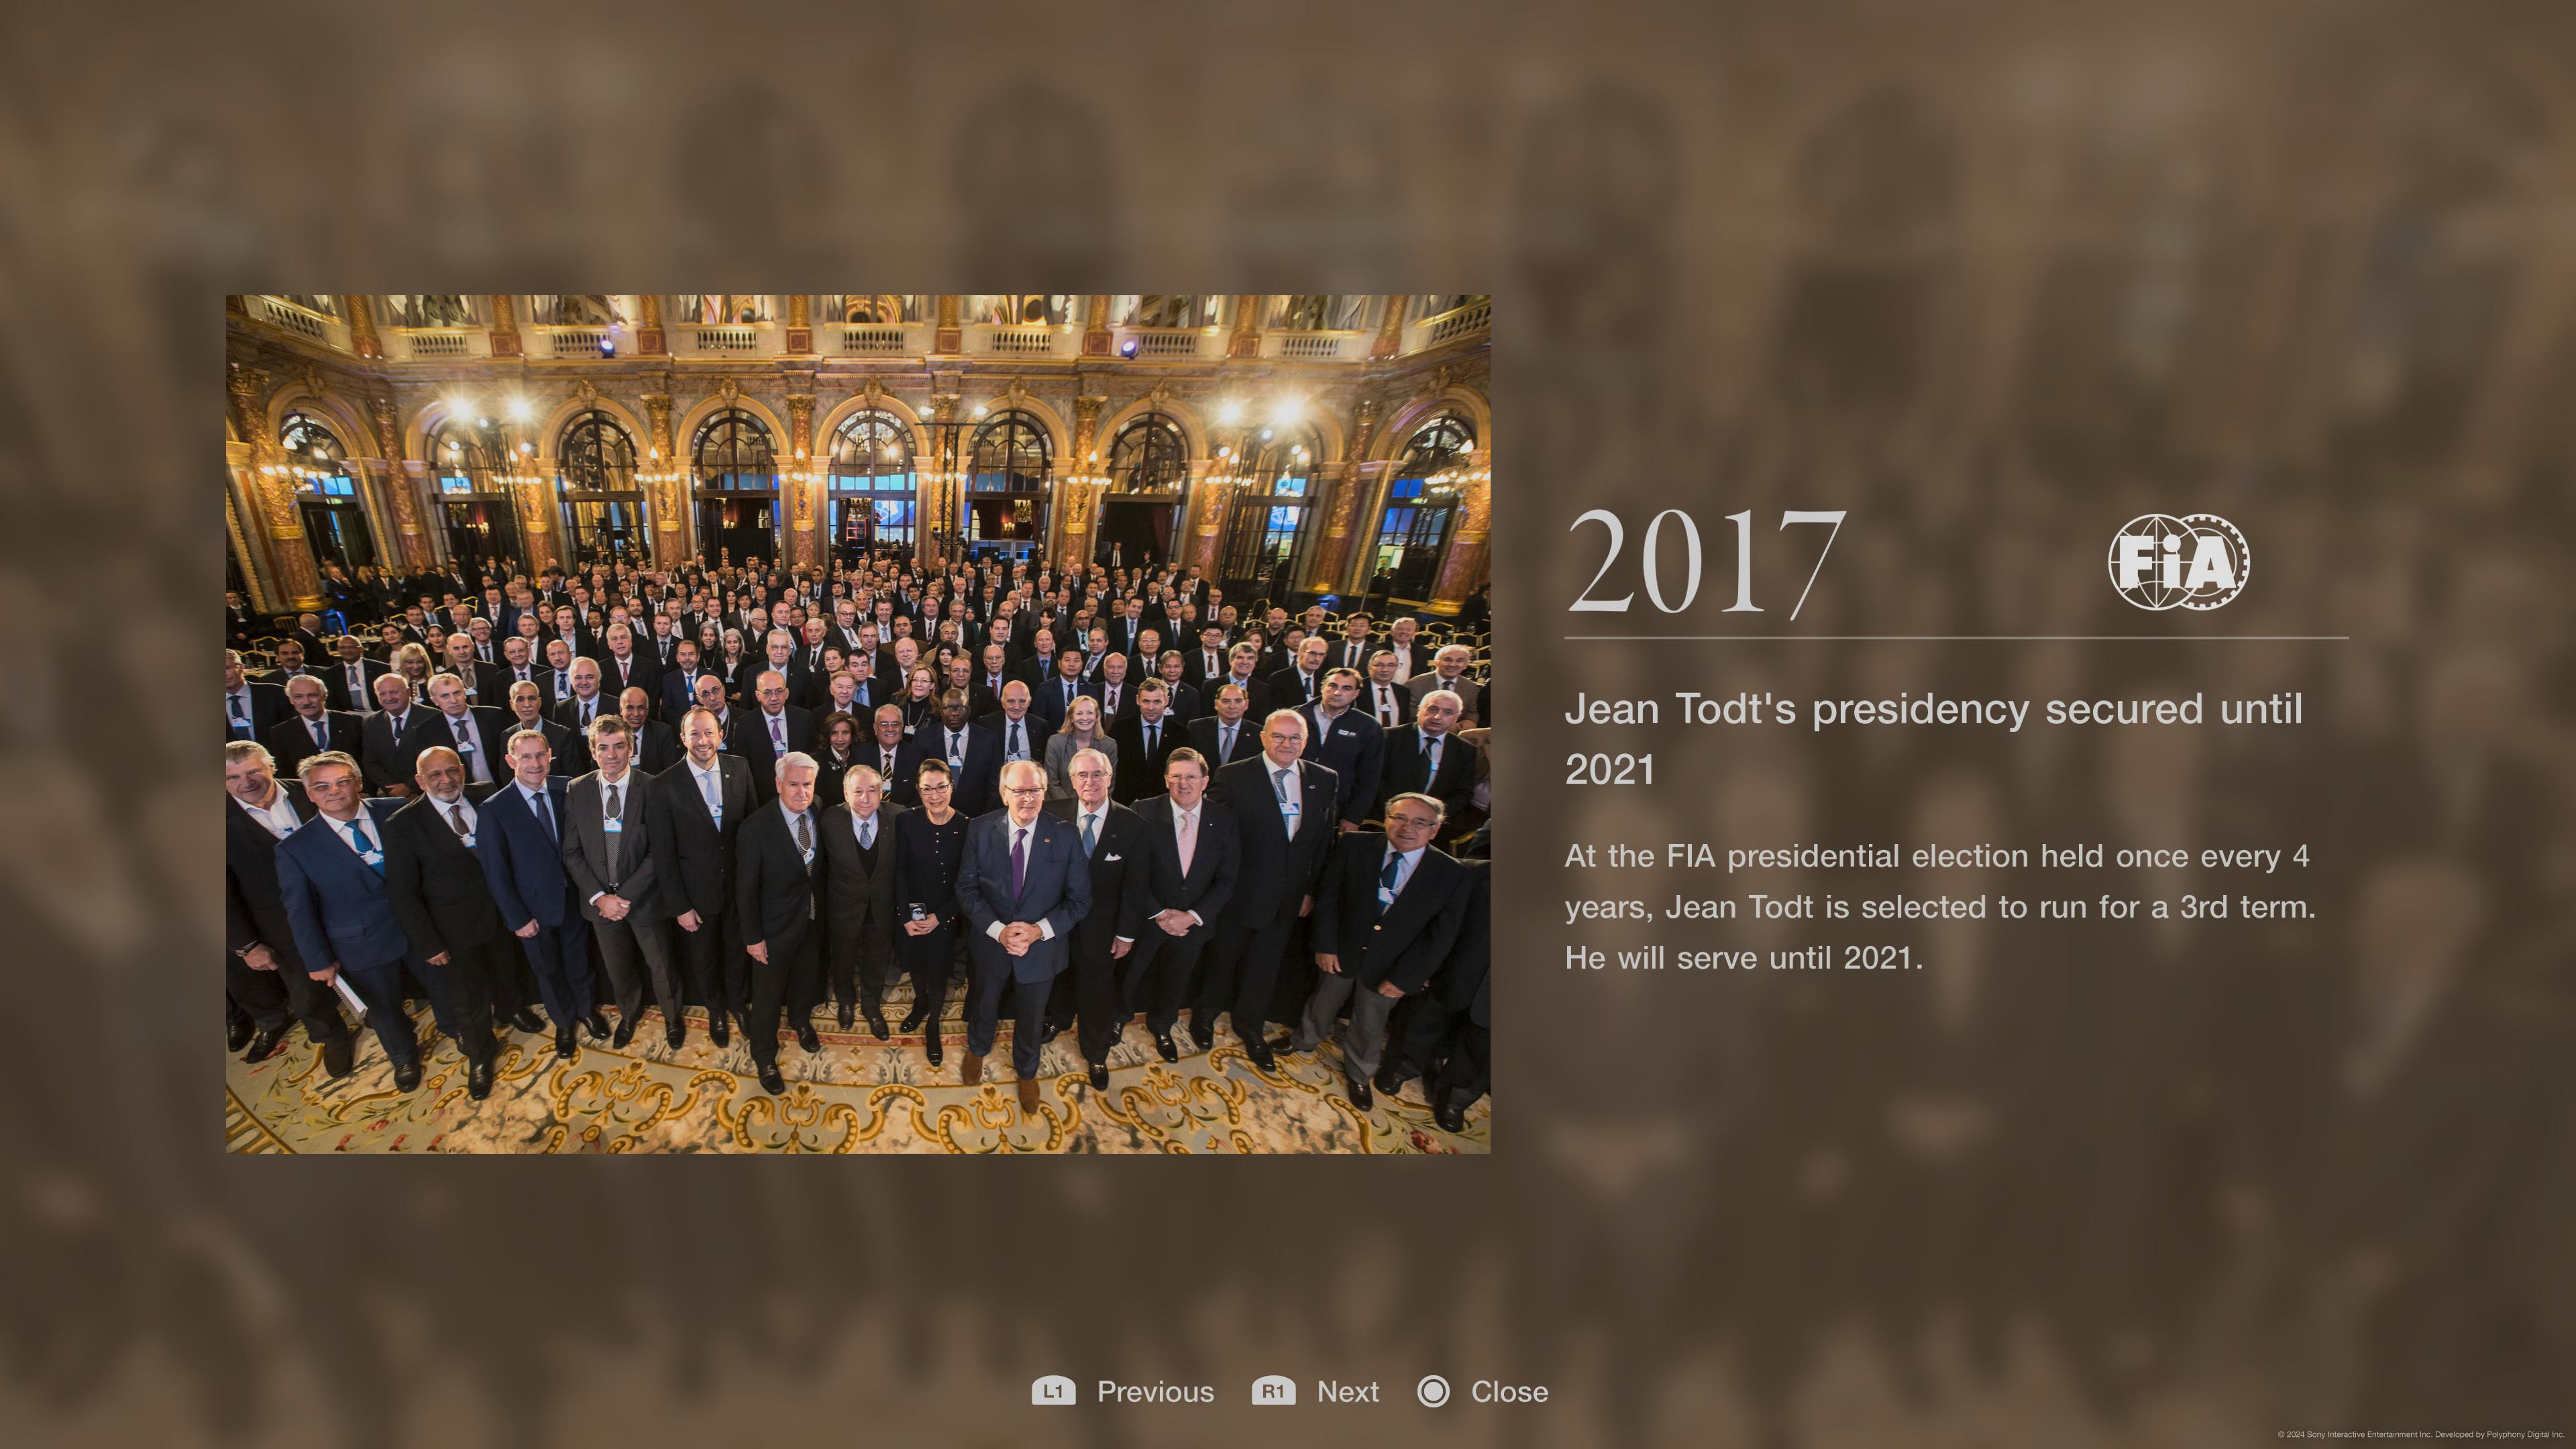 2017
FiA
Jean Todt's presidency secured until
2021
At the FIA presidential election held once every 4
years, Jean Todt is selected to run for a 3rd term.
He will serve until 2021.
L1 Previous R1 Next Close
© 2024 Sony Interactive Entertainment Inc. Developed by Polyphony Digital Inc.